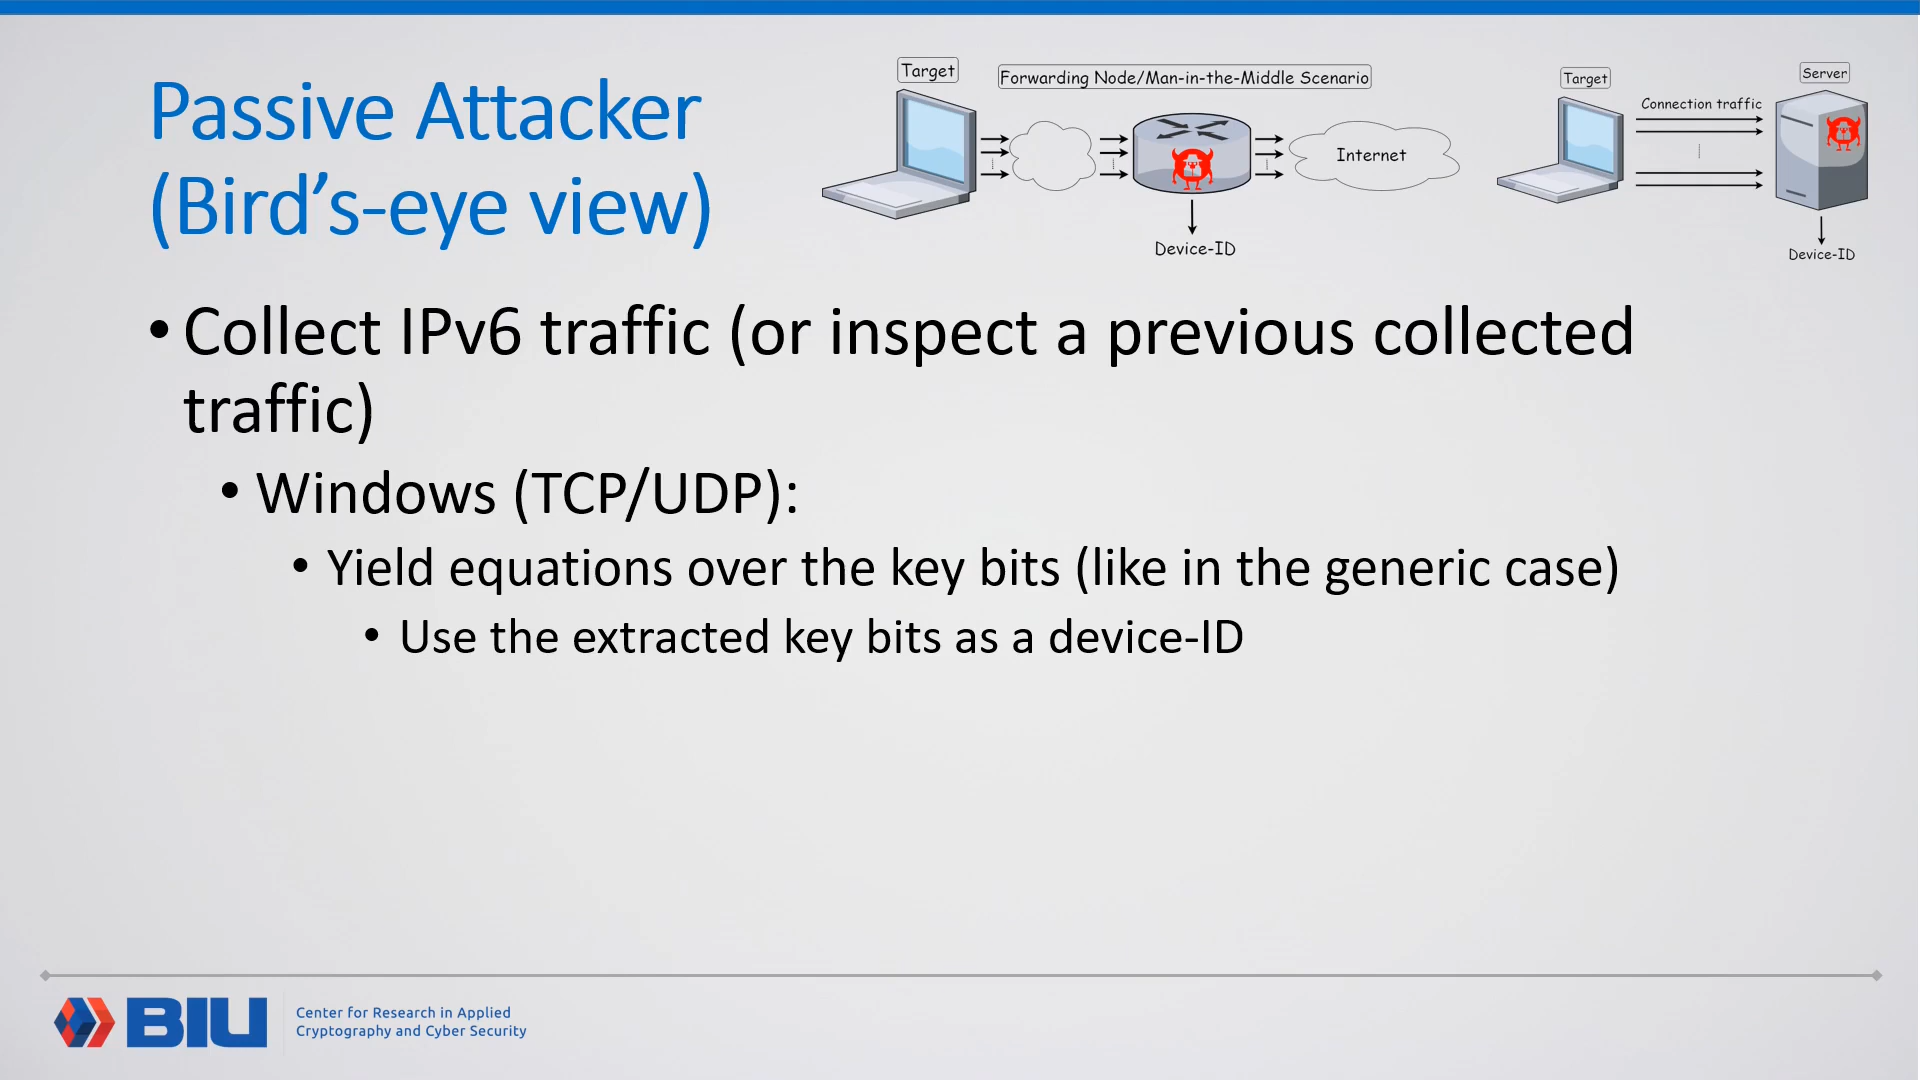 Passive Attacker
(Bird’s-eye view)
Target
Forwarding Node/Man-in-the-Middle Scenario
Internet
Device-ID
Target
Connection traffic
Server
Device-ID
• Collect IPv6 traffic (or inspect a previous collected
traffic)
• Windows (TCP/UDP):
• Yield equations over the key bits (like in the generic case)
• Use the extracted key bits as a device-ID
BIU
Center for Research in Applied
Cryptography and Cyber Security